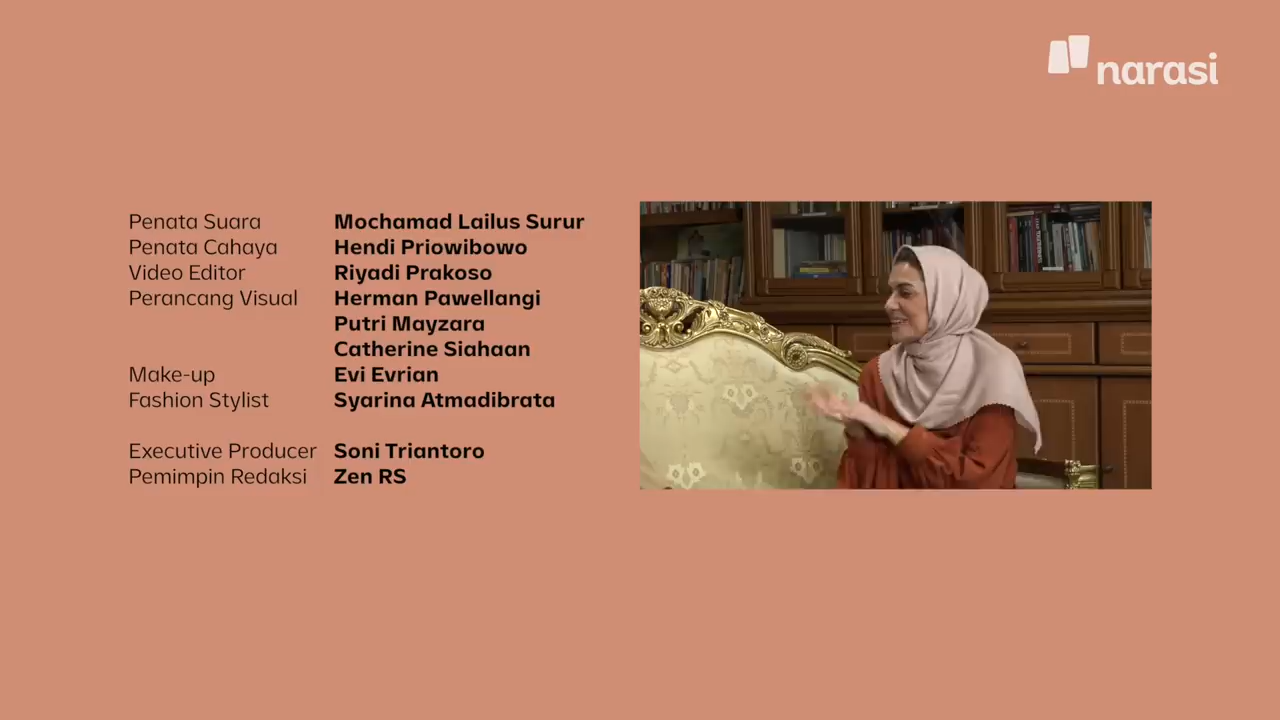 narasi
Penata Suara Mochamad Lailus Surur
Penata Cahaya Hendi Priowibowo
Video Editor Riyadi Prakoso
Perancang Visual Herman Pawellangi
Putri Mayzara
Catherine Siahaan
Make-up Evi Evrian
Fashion Stylist Syarina Atmadibrata
Executive Producer Soni Triantoro
Pemimpin Redaksi Zen RS